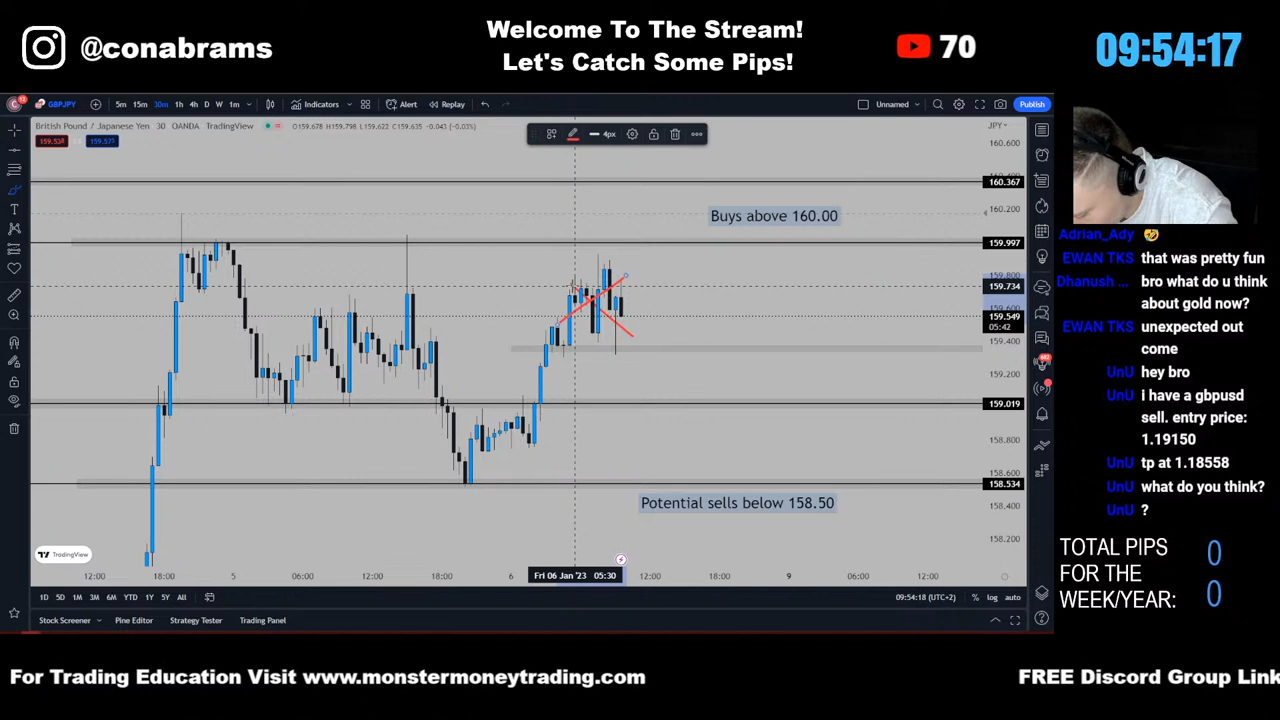 @conabrams
Welcome To The Stream!
Let's Catch Some Pips!
70
09:54:17
GBPJPY
5m 15m 30m 1h 4h D W 1m
Indicators
Alert
Replay
Unnamed
Publish
British Pound / Japanese Yen · 30 · OANDA · TradingView
O159.678 H159.798 L159.622 C159.635 -0.043 (-0.03%)
JPY
4px
160.600
160.367
160.200
159.997
159.800
159.734
159.549
05:42
159.400
159.200
159.019
158.800
158.600
158.534
158.400
158.200
Buys above 160.00
Potential sells below 158.50
TradingView
12:00 18:00 5 06:00 12:00 18:00 6 Fri 06 Jan '23 05:30 12:00 18:00 9 06:00 12:00
1D 5D 1M 3M 6M YTD 1Y 5Y All
09:54:18 (UTC+2) % log auto
Stock Screener Pine Editor Strategy Tester Trading Panel
Adrian_Ady
EWAN TKS that was pretty fun
Dhanush ... bro what do u think
about gold now?
EWAN TKS unexpected out
come
UnU hey bro
UnU i have a gbpusd
sell. entry price:
1.19150
UnU tp at 1.18558
UnU what do you think?
UnU ?
TOTAL PIPS 0
FOR THE
WEEK/YEAR: 0
For Trading Education Visit www.monstermoneytrading.com
FREE Discord Group Link